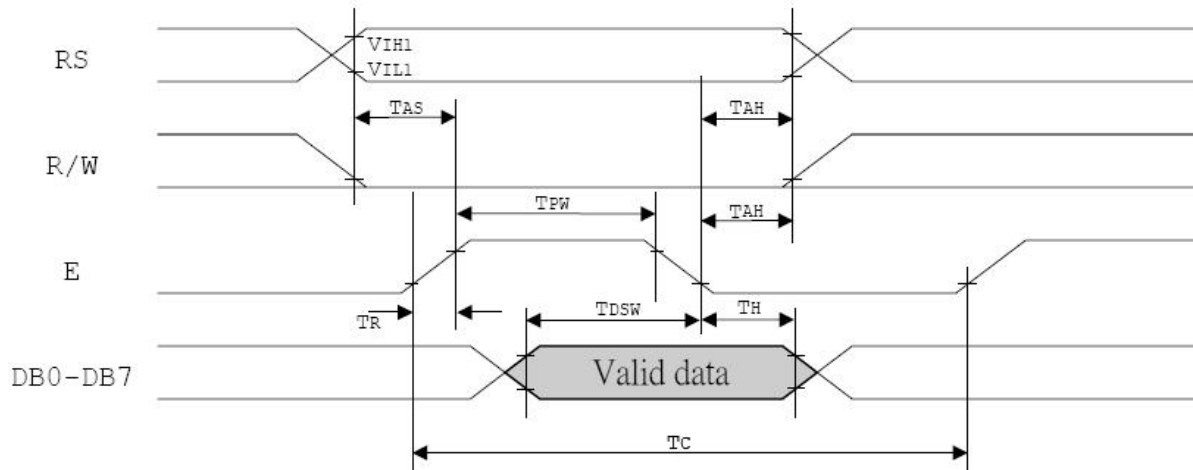 RS
VIH1
VIL1
TAS
TAH
R/W
TPW
TAH
E
TR
TDSW
TH
DB0-DB7
Valid data
TC